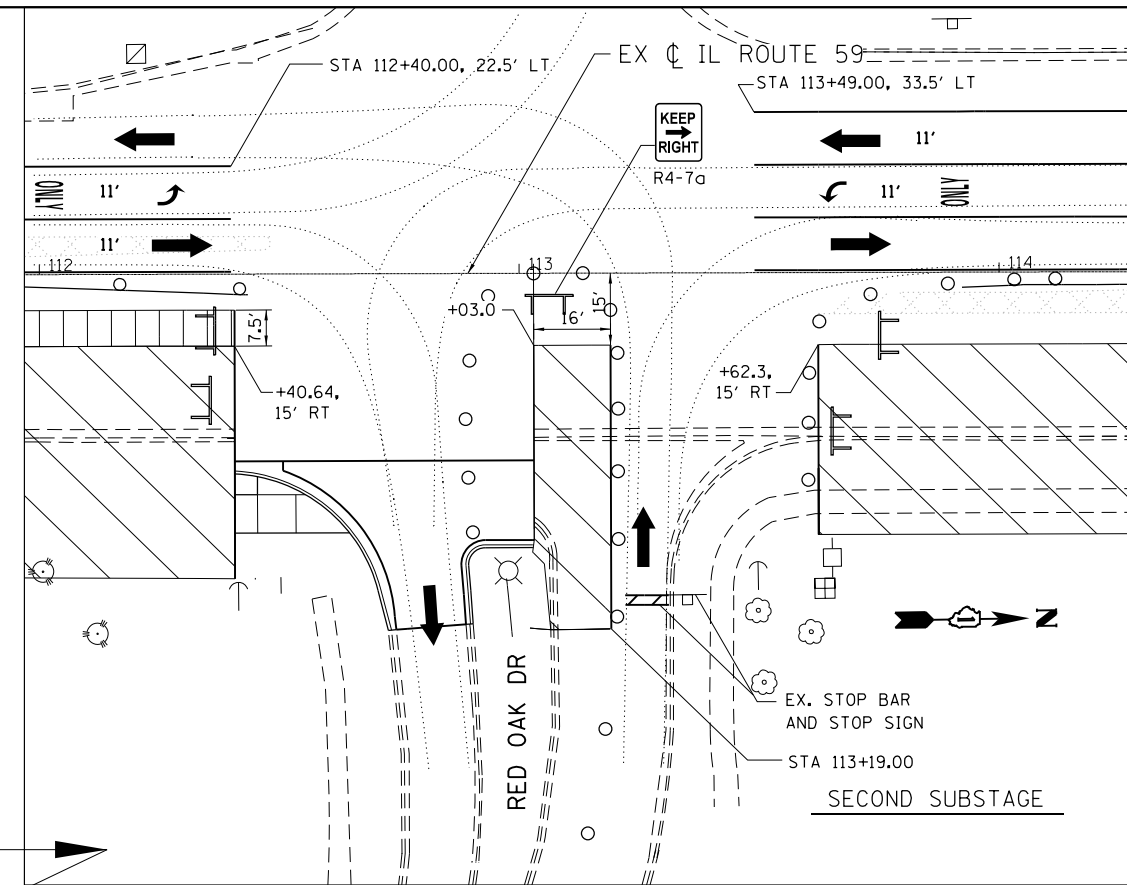 STA 112+40.00, 22.5' LT
EX ℄ IL ROUTE 59
STA 113+49.00, 33.5' LT
KEEP
RIGHT
R4-7a
11'
ONLY
11'
11'
ONLY
11'
112
113
114
+03.0
16'
15'
7.5'
+40.64,
15' RT
+62.3,
15' RT
RED OAK DR
1
N
EX. STOP BAR
AND STOP SIGN
STA 113+19.00
SECOND SUBSTAGE